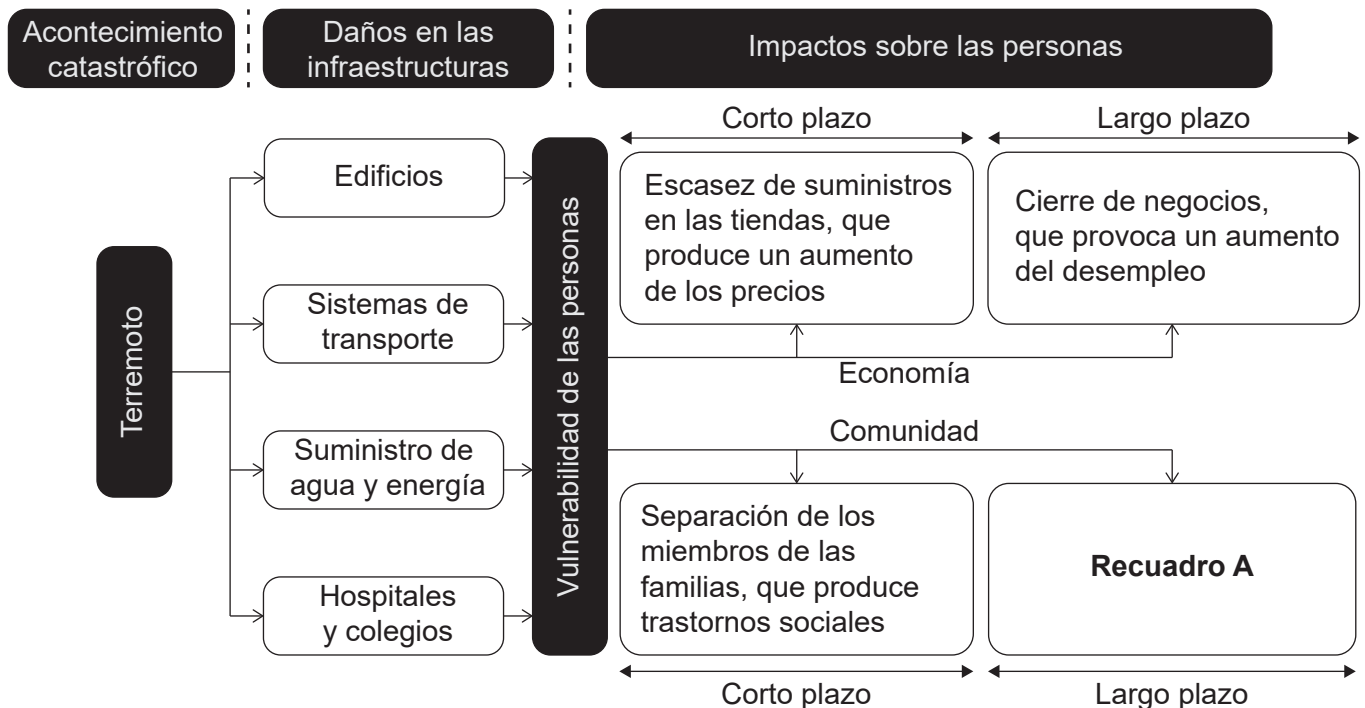 Acontecimiento
catastrófico
Daños en las
infraestructuras
Impactos sobre las personas
Terremoto
Edificios
Sistemas de
transporte
Suministro de
agua y energía
Hospitales
y colegios
Vulnerabilidad de las personas
Corto plazo
Largo plazo
Escasez de suministros
en las tiendas, que
produce un aumento
de los precios
Cierre de negocios,
que provoca un aumento
del desempleo
Economía
Comunidad
Separación de los
miembros de las
familias, que produce
trastornos sociales
Recuadro A
Corto plazo
Largo plazo